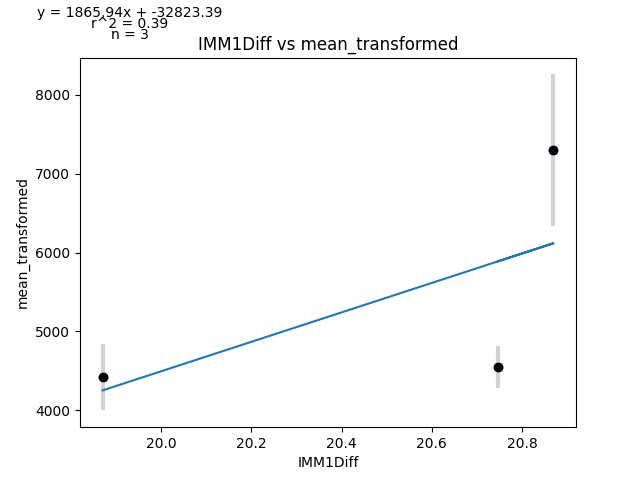 y = 1865.94x + -32823.39
r^2 = 0.39
n = 3
IMM1Diff vs mean_transformed
8000
7000
6000
5000
4000
mean_transformed
20.0 20.2 20.4 20.6 20.8
IMM1Diff